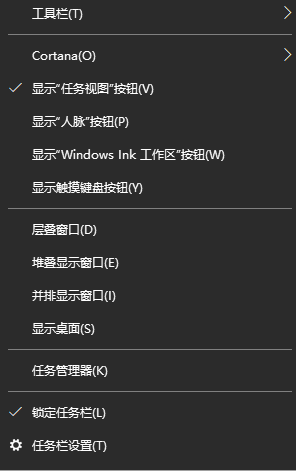 工具栏(T)
Cortana(O)
显示"任务视图"按钮(V)
显示"人脉"按钮(P)
显示"Windows Ink 工作区"按钮(W)
显示触摸键盘按钮(Y)
层叠窗口(D)
堆叠显示窗口(E)
并排显示窗口(I)
显示桌面(S)
任务管理器(K)
锁定任务栏(L)
任务栏设置(T)